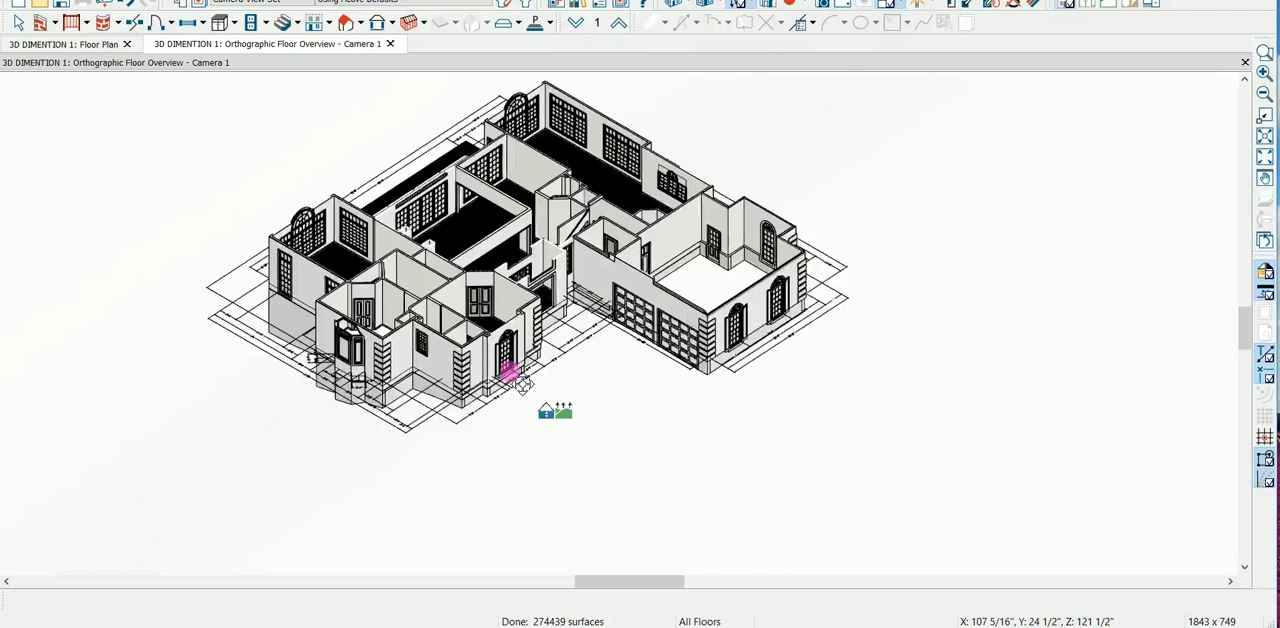 1
3D DIMENTION 1: Floor Plan
3D DIMENTION 1: Orthographic Floor Overview - Camera 1
3D DIMENTION 1: Orthographic Floor Overview - Camera 1
Done: 274439 surfaces
All Floors
X: 107 5/16", Y: 24 1/2", Z: 121 1/2"
1843 x 749